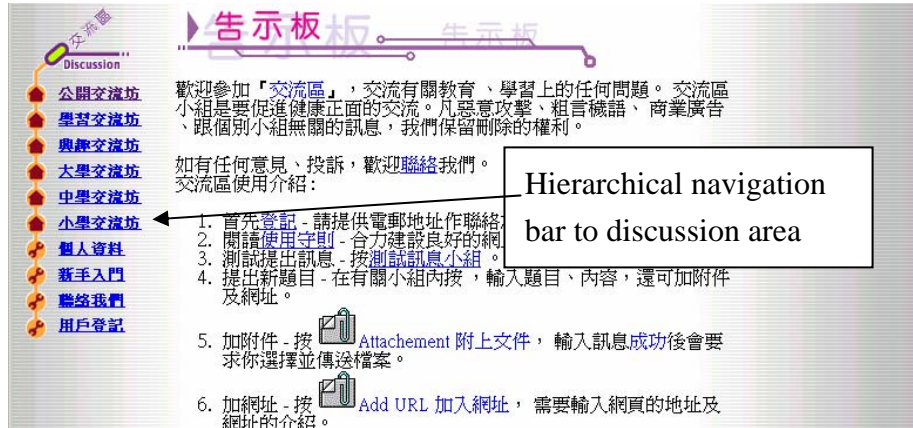 交流區
Discussion
公開交流坊
學習交流坊
興趣交流坊
大學交流坊
中學交流坊
小學交流坊
個人資料
新手入門
聯絡我們
用戶登記
告示板
告示板
告示板
歡迎參加『交流區』，交流有關教育、學習上的任何問題。 交流區
小組是要促進健康正面的交流。凡惡意攻擊、粗言穢語、 商業廣告
、跟個別小組無關的訊息，我們保留刪除的權利。
如有任何意見、投訴，歡迎聯絡我們。
交流區使用介紹：
1. 首先登記 - 請提供電郵地址作聯絡
2. 閱讀使用守則 - 合力建設良好的網
3. 測試提出訊息 - 按測試訊息小組 。
4. 提出新題目 - 在有關小組內按 ，輸入題目、內容，還可加附件
及網址。
5. 加附件 - 按 Attachement 附上文件， 輸入訊息成功後會要
求你選擇並傳送檔案。
6. 加網址 - 按 Add URL 加入網址， 需要輸入網頁的地址及
網址的介紹。
Hierarchical navigation
bar to discussion area